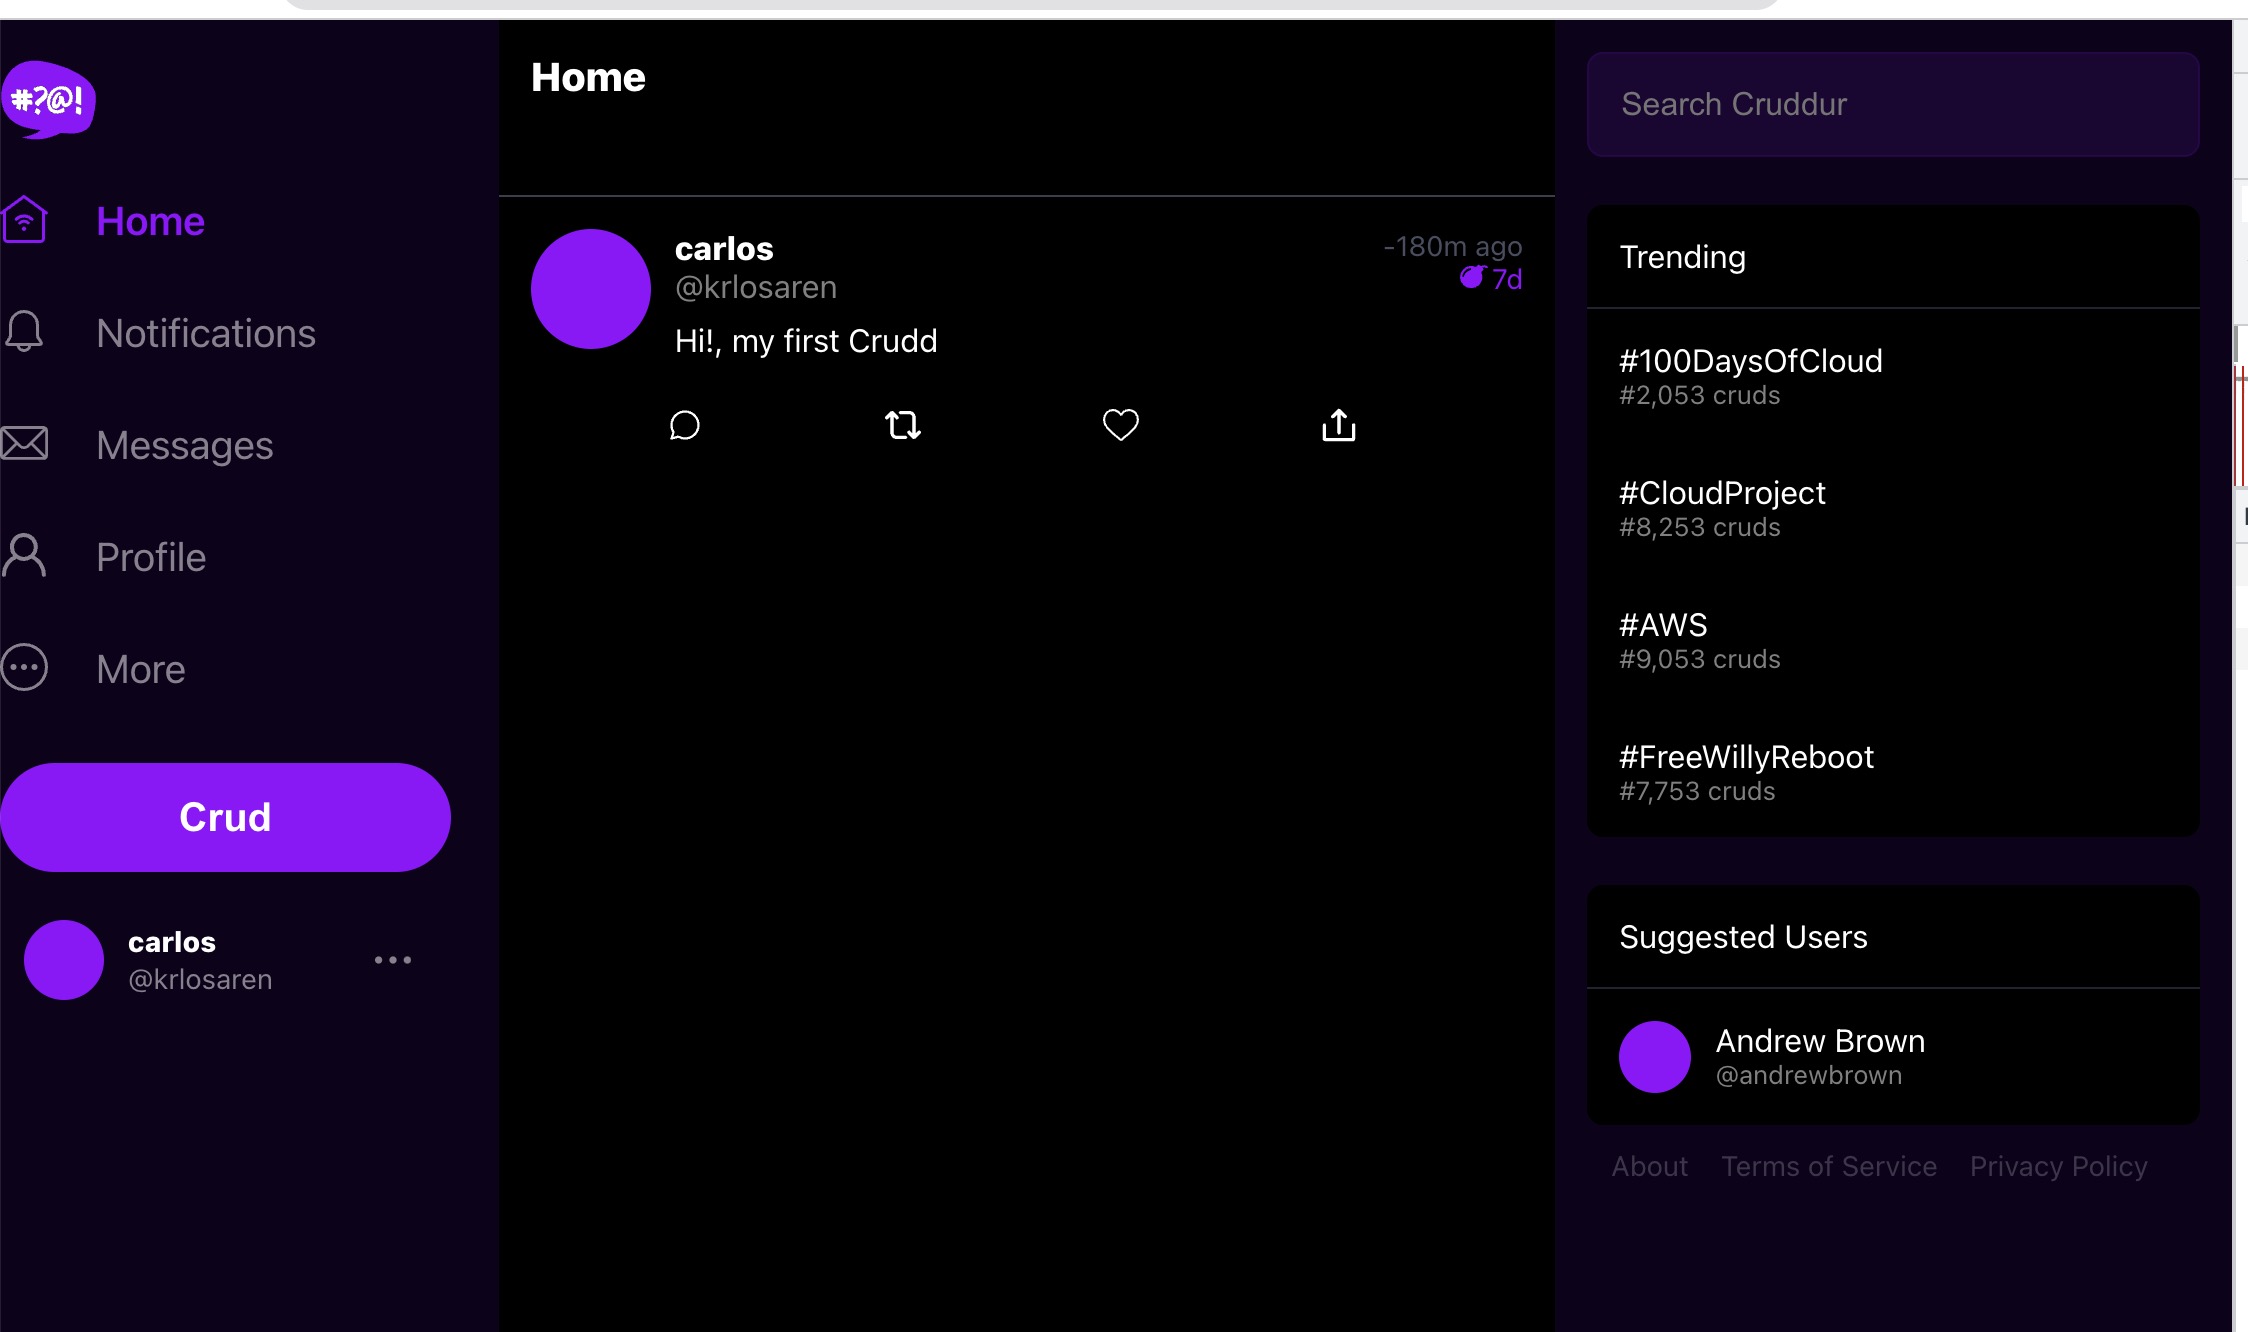 #?@!
Home
Notifications
Messages
Profile
More
Crud
carlos
@krlosaren
Home
carlos
@krlosaren
-180m ago
7d
Hi!, my first Crudd
Search Cruddur
Trending
#100DaysOfCloud
#2,053 cruds
#CloudProject
#8,253 cruds
#AWS
#9,053 cruds
#FreeWillyReboot
#7,753 cruds
Suggested Users
Andrew Brown
@andrewbrown
About Terms of Service Privacy Policy